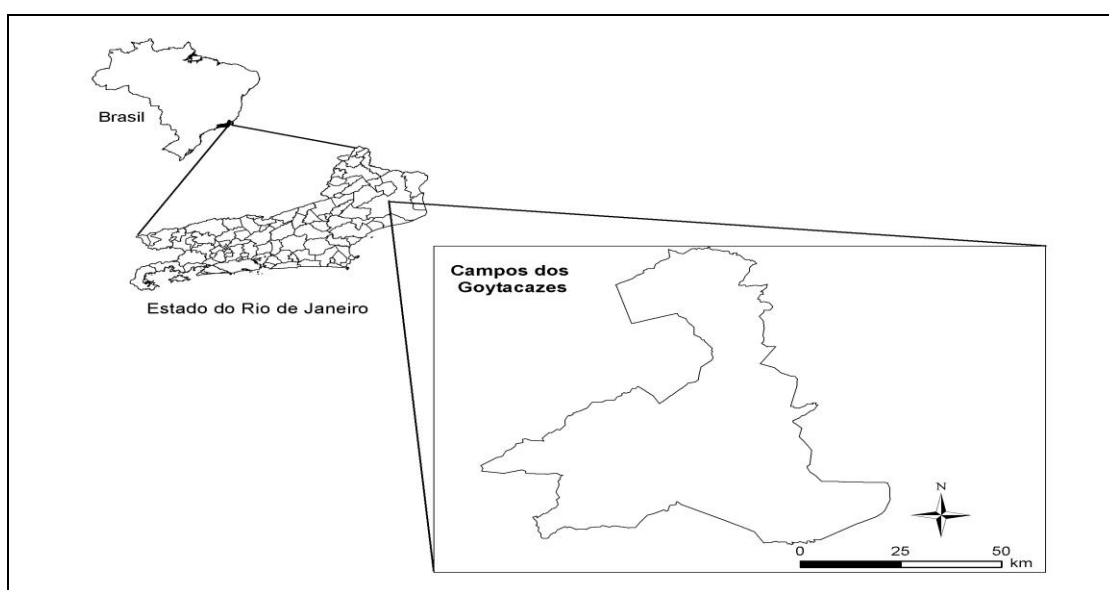 Brasil
Estado do Rio de Janeiro
Campos dos
Goytacazes
N
0 25 50
km